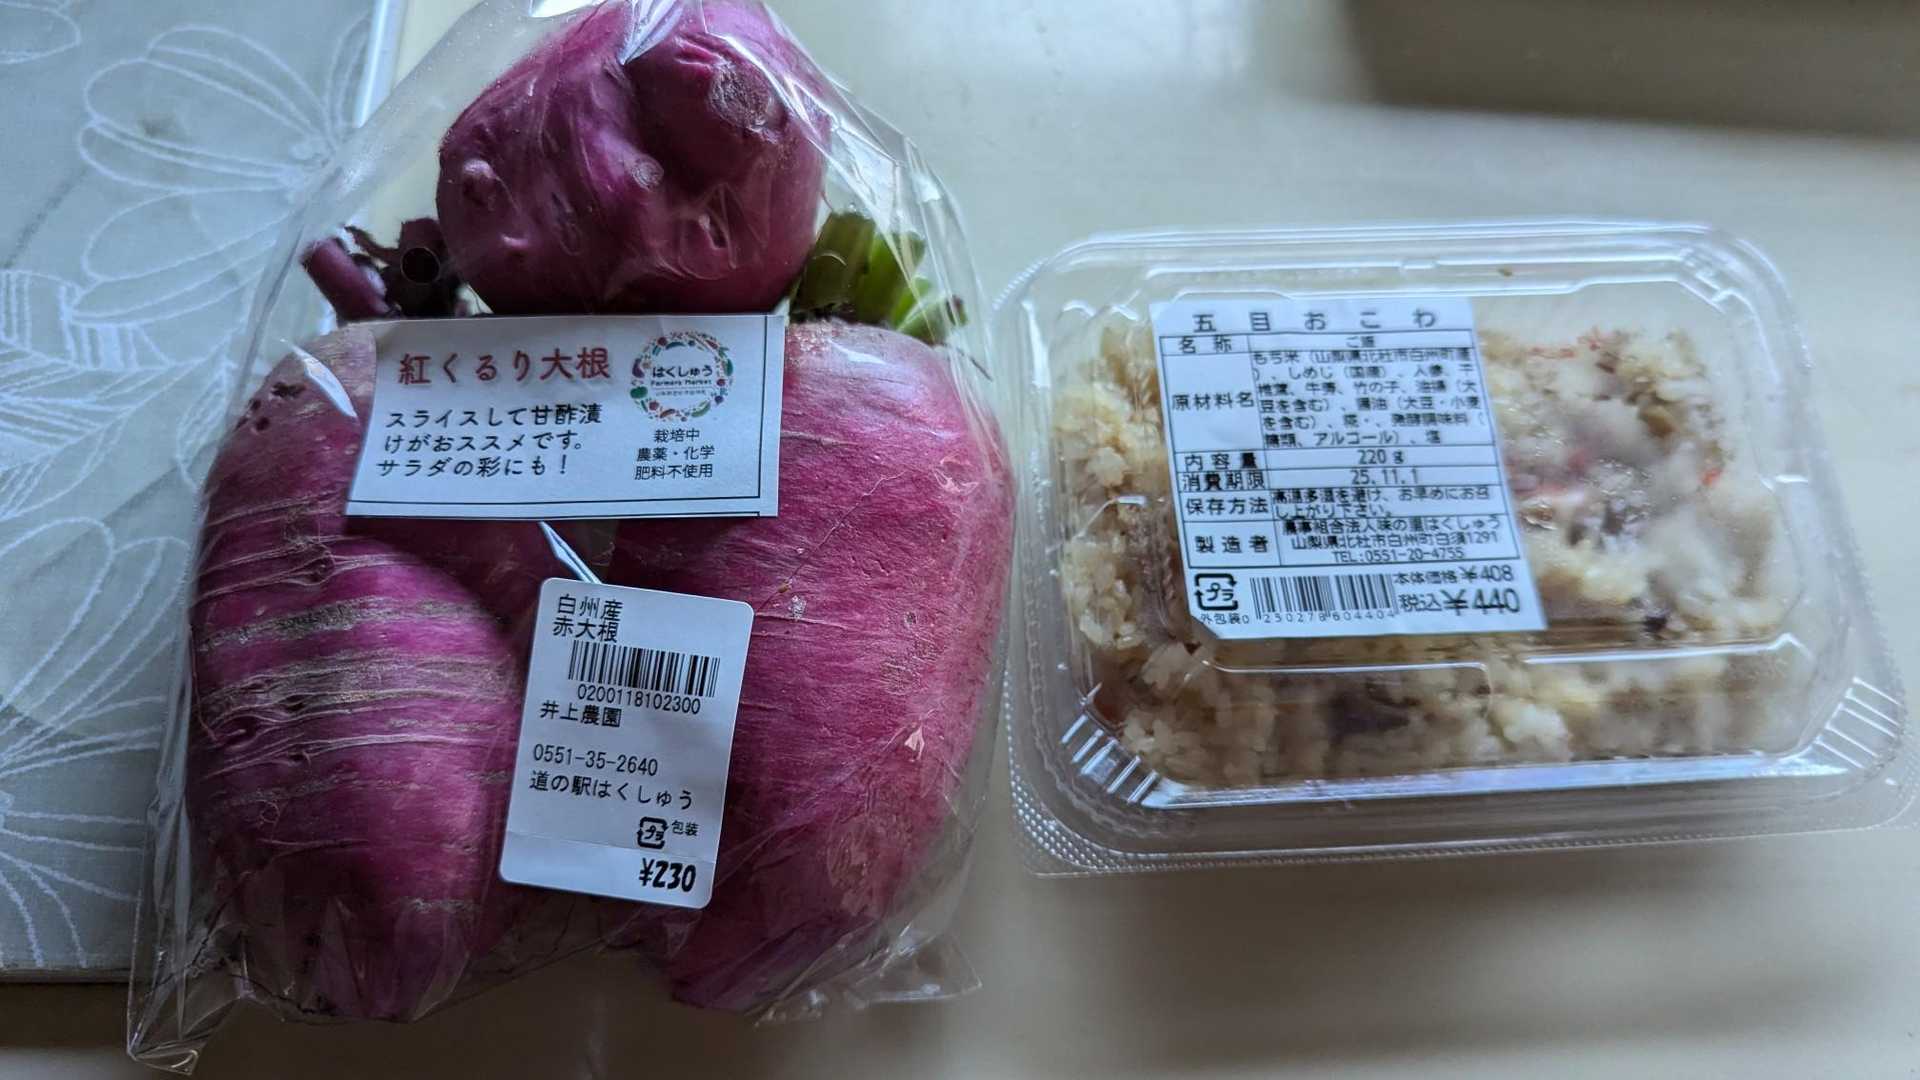 紅くるり大根
スライスして甘酢漬
けがおススメです。
サラダの彩にも！
はくしゅう
Farmers Market
栽培中
農薬・化学
肥料不使用
白州産
赤大根
0200118102300
井上農園
0551-35-2640
道の駅はくしゅう
プラ 包装
¥230
五目おこわ
名称 ご飯
原材料名 もち米（山梨県北杜市白州町産
）、しめじ（国産）、人参、干
椎茸、牛蒡、竹の子、油揚（大
豆を含む）、醤油（大豆・小麦
を含む）、糀・、発酵調味料（
糖類、アルコール）、塩
内容量 220g
消費期限 25.11.1
保存方法 高温多湿を避け、お早めにお召
し上がり下さい。
製造者 農事組合法人味の里はくしゅう
山梨県北杜市白州町白須1291
TEL:0551-20-4755
プラ
外包装
0250278604404
本体価格¥408
税込¥440